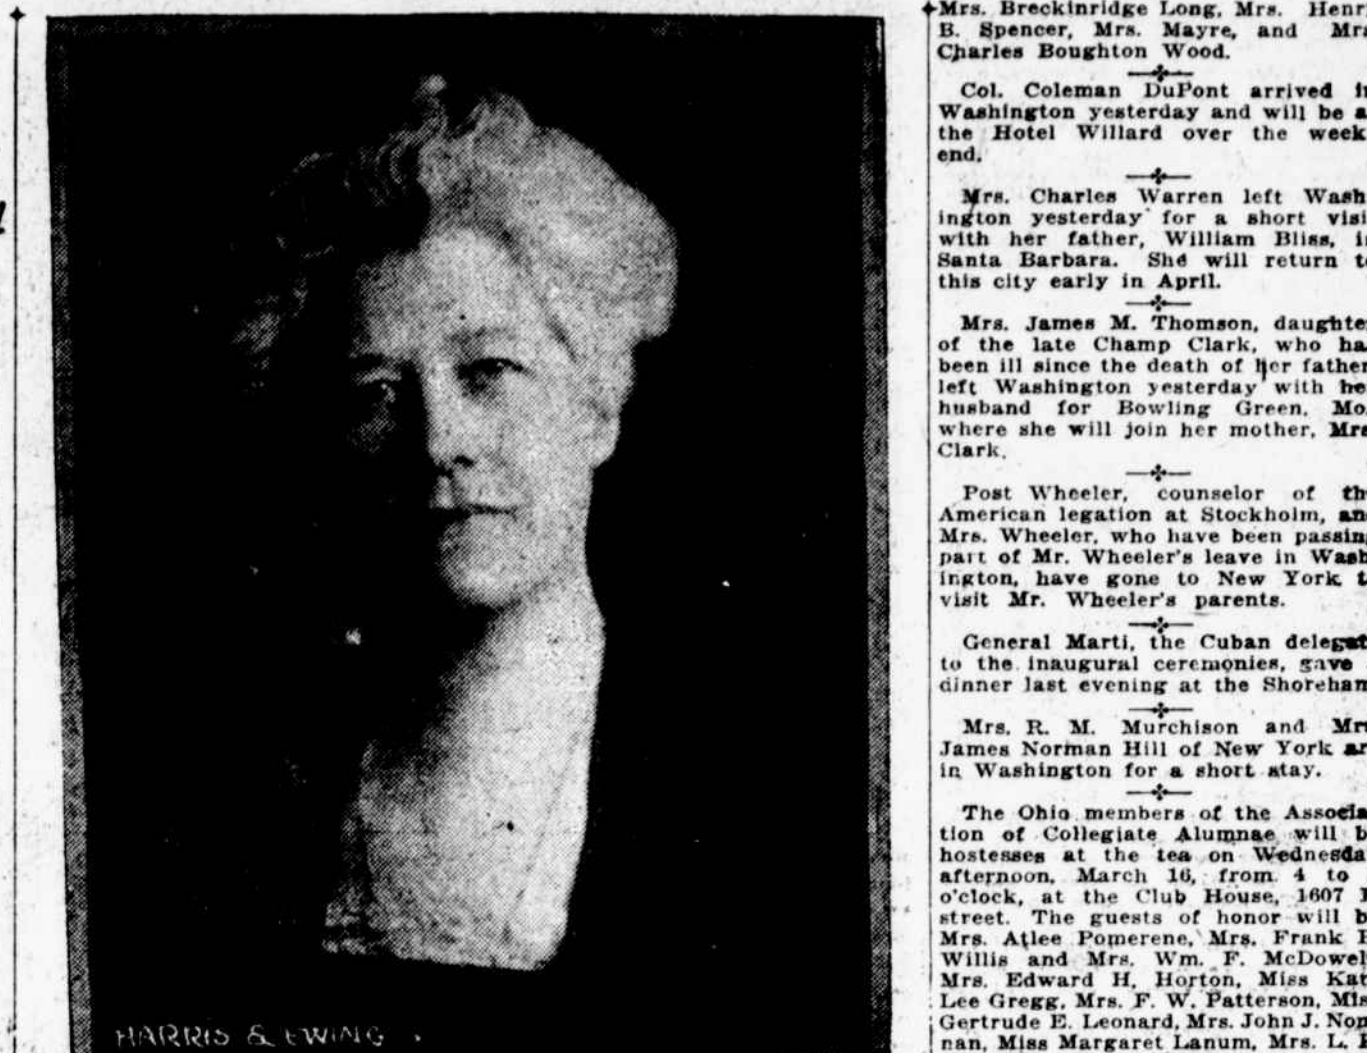 HARRIS & EWING
Mrs. Breckinridge Long, Mrs. Henr
B. Spencer, Mrs. Mayre, and Mrs
Charles Boughton Wood.
Col. Coleman DuPont arrived i
Washington yesterday and will be a
the Hotel Willard over the week
end.
Mrs. Charles Warren left Wash
ington yesterday for a short visi
with her father, William Bliss, i
Santa Barbara. She will return t
this city early in April.
Mrs. James M. Thomson, daughte
of the late Champ Clark, who ha
been ill since the death of her father
left Washington yesterday with he
husband for Bowling Green, Mo.
where she will join her mother, Mrs
Clark.
Post Wheeler, counselor of th
American legation at Stockholm, an
Mrs. Wheeler, who have been passin
part of Mr. Wheeler's leave in Wash
ington, have gone to New York t
visit Mr. Wheeler's parents.
General Marti, the Cuban delegat
to the inaugural ceremonies, gave
dinner last evening at the Shoreham
Mrs. R. M. Murchison and Mrs
James Norman Hill of New York ar
in Washington for a short stay.
The Ohio members of the Associa
tion of Collegiate Alumnae will b
hostesses at the tea on Wednesda
afternoon, March 16, from 4 to
o'clock, at the Club House, 1607
street. The guests of honor will b
Mrs. Atlee Pomerene, Mrs. Frank
Willis and Mrs. Wm. F. McDowel
Mrs. Edward H. Horton, Miss Kat
Lee Gregg, Mrs. F. W. Patterson, Mis
Gertrude E. Leonard, Mrs. John J. Noo
nan, Miss Margaret Lanum, Mrs. L.